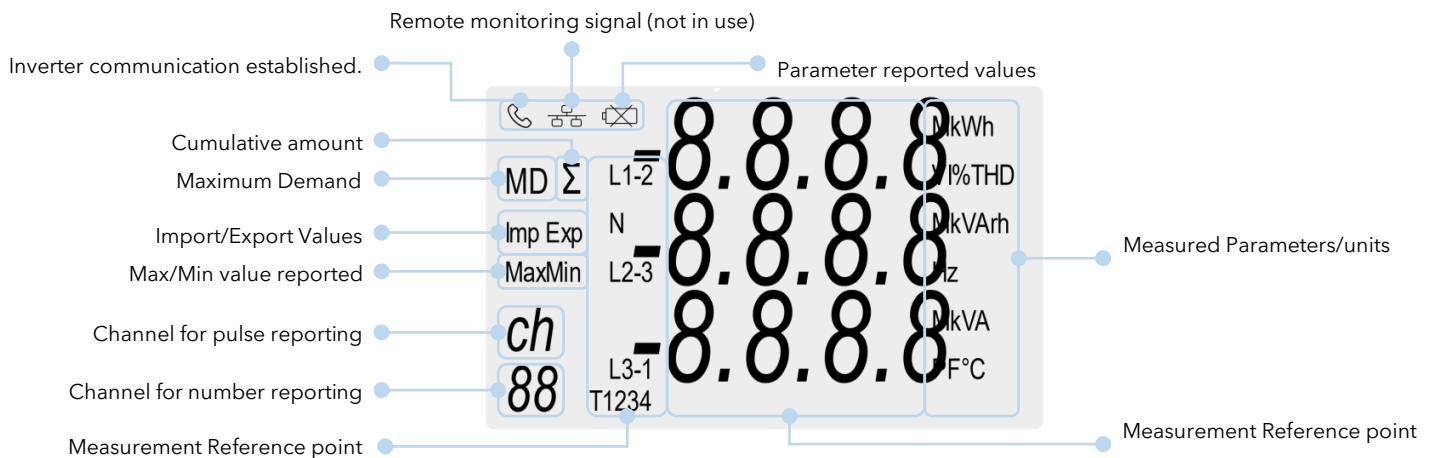 Remote monitoring signal (not in use)
Inverter communication established.
Parameter reported values
Cumulative amount
Maximum Demand
Import/Export Values
Max/Min value reported
Channel for pulse reporting
Channel for number reporting
Measurement Reference point
MD Σ
Imp Exp
MaxMin
ch
88
L1-2
N
L2-3
L3-1
T1234
8.8.8.8
8.8.8.8
8.8.8.8
MkWh
VI%THD
MkVArh
Hz
MkVA
PF°C
Measured Parameters/units
Measurement Reference point